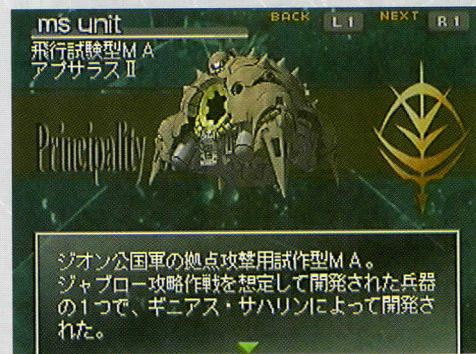 ms unit
BACK L1 NEXT R1
飛行試験型MA
アプサラスⅡ
Principality
ジオン公国軍の拠点攻撃用試作型MA。
ジャブロー攻略作戦を想定して開発された兵器
の1つで、ギニアス・サハリンによって開発さ
れた。